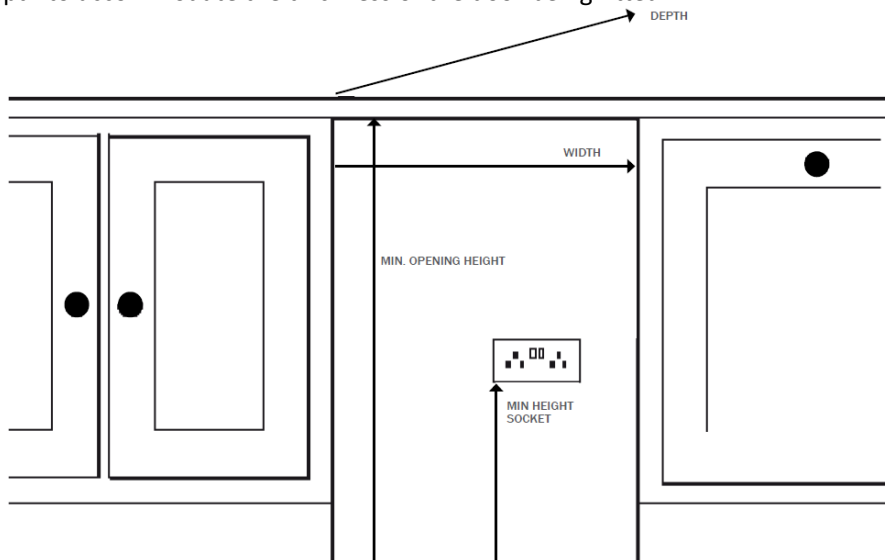 DEPTH
WIDTH
MIN. OPENING HEIGHT
MIN HEIGHT
SOCKET